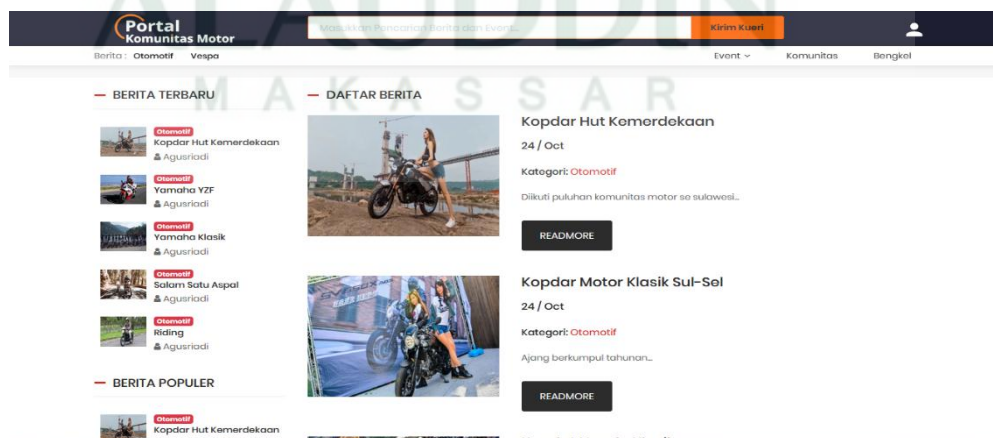 ALAUDDIN
Portal
Komunitas Motor
Masukkan Pencarian Berita dan Event...
Kirim Kueri
Berita : Otomotif Vespa
Event
Komunitas
Bengkel
MAKASSAR
BERITA TERBARU
Otomotif
Kopdar Hut Kemerdekaan
Agusriadi
Otomotif
Yamaha YZF
Agusriadi
Otomotif
Yamaha Klasik
Agusriadi
Otomotif
Salam Satu Aspal
Agusriadi
Otomotif
Riding
Agusriadi
BERITA POPULER
Otomotif
Kopdar Hut Kemerdekaan
DAFTAR BERITA
Kopdar Hut Kemerdekaan
24 / Oct
Kategori: Otomotif
Diikuti puluhan komunitas motor se sulawesi...
READMORE
Kopdar Motor Klasik Sul-Sel
24 / Oct
Kategori: Otomotif
Ajang berkumpul tahunan...
READMORE